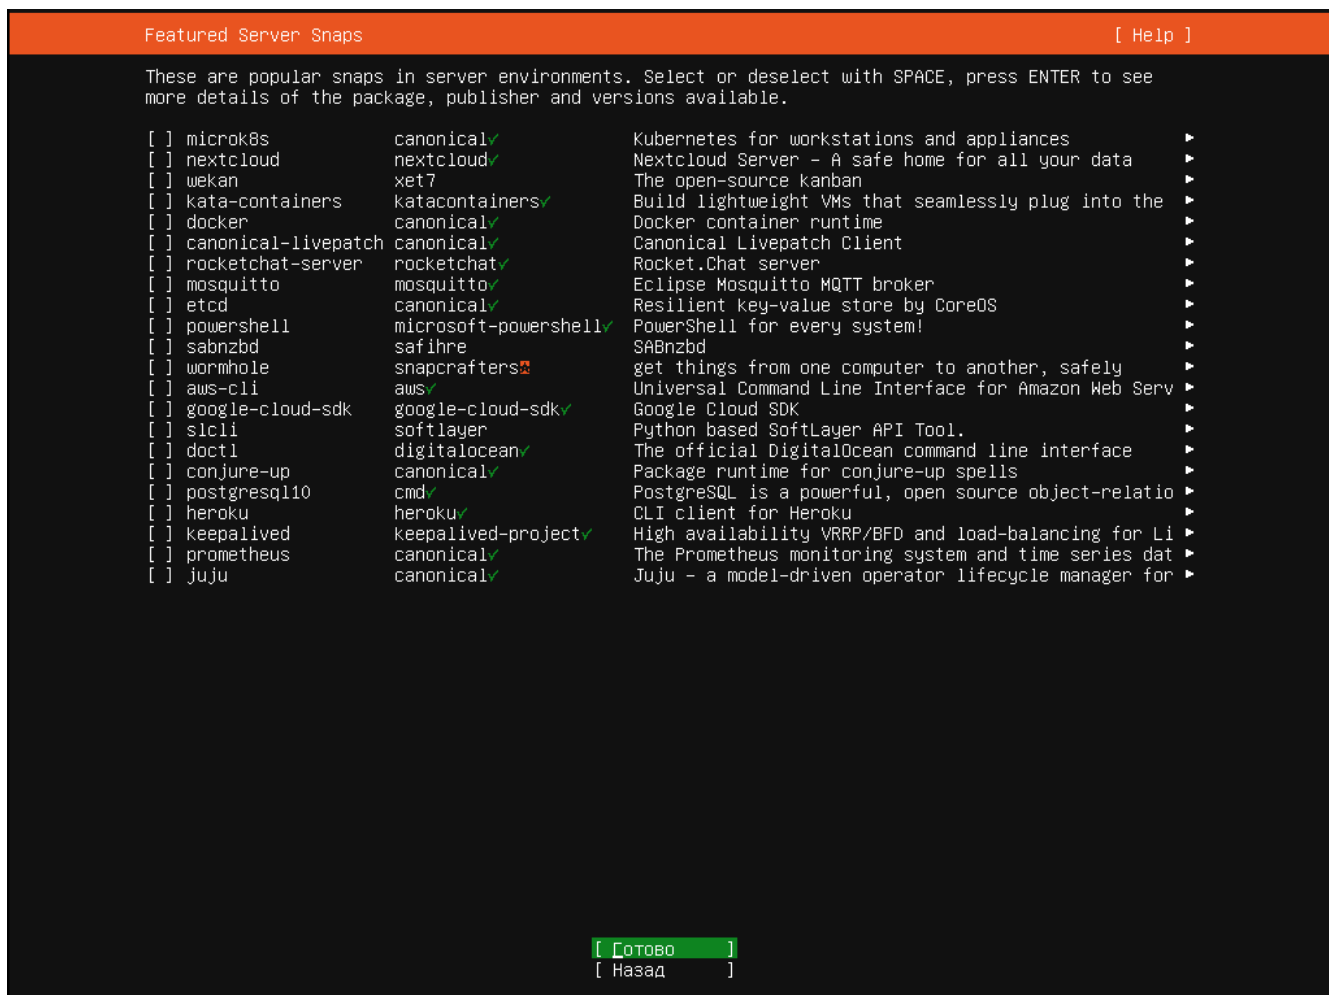 Featured Server Snaps [ Help ]
These are popular snaps in server environments. Select or deselect with SPACE, press ENTER to see
more details of the package, publisher and versions available.
[ ] microk8s canonical✓ Kubernetes for workstations and appliances ▸
[ ] nextcloud nextcloud✓ Nextcloud Server - A safe home for all your data ▸
[ ] wekan xet7 The open-source kanban ▸
[ ] kata-containers katacontainers✓ Build lightweight VMs that seamlessly plug into the ▸
[ ] docker canonical✓ Docker container runtime ▸
[ ] canonical-livepatch canonical✓ Canonical Livepatch Client ▸
[ ] rocketchat-server rocketchat✓ Rocket.Chat server ▸
[ ] mosquitto mosquitto✓ Eclipse Mosquitto MQTT broker ▸
[ ] etcd canonical✓ Resilient key-value store by CoreOS ▸
[ ] powershell microsoft-powershell✓ PowerShell for every system! ▸
[ ] sabnzbd safihre SABnzbd ▸
[ ] wormhole snapcrafters get things from one computer to another, safely ▸
[ ] aws-cli aws✓ Universal Command Line Interface for Amazon Web Serv ▸
[ ] google-cloud-sdk google-cloud-sdk✓ Google Cloud SDK ▸
[ ] slcli softlayer Python based SoftLayer API Tool. ▸
[ ] doctl digitalocean✓ The official DigitalOcean command line interface ▸
[ ] conjure-up canonical✓ Package runtime for conjure-up spells ▸
[ ] postgresql10 cmd✓ PostgreSQL is a powerful, open source object-relatio ▸
[ ] heroku heroku✓ CLI client for Heroku ▸
[ ] keepalived keepalived-project✓ High availability VRRP/BFD and load-balancing for Li ▸
[ ] prometheus canonical✓ The Prometheus monitoring system and time series dat ▸
[ ] juju canonical✓ Juju - a model-driven operator lifecycle manager for ▸
[ Готово ]
[ Назад ]